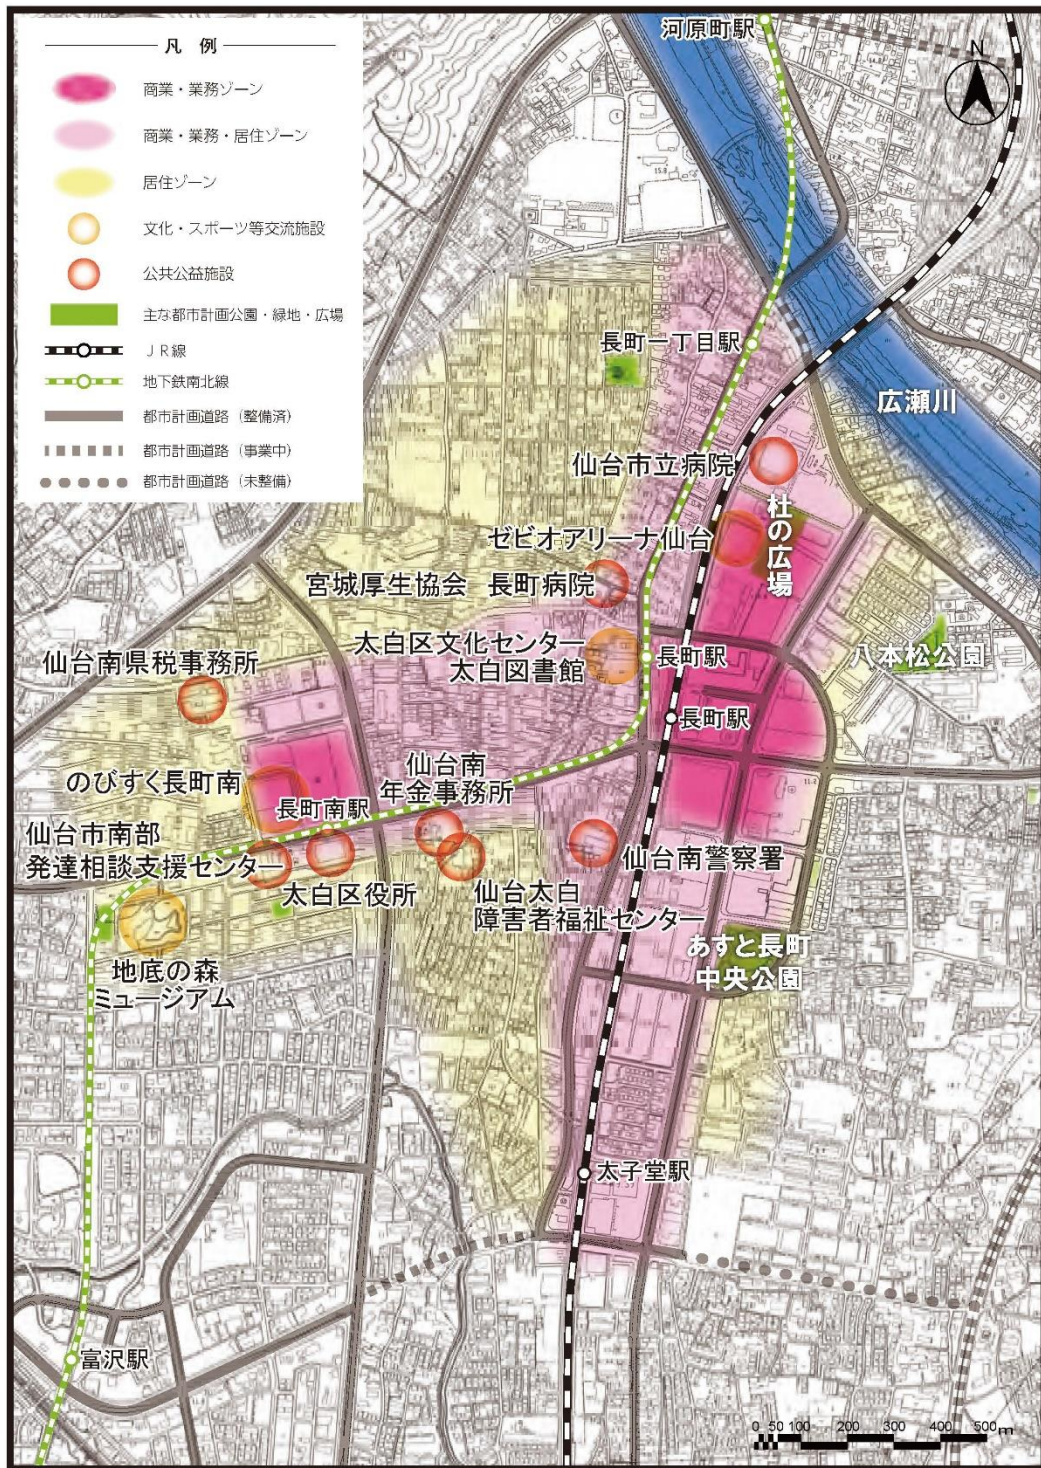 凡 例
商業・業務ゾーン
商業・業務・居住ゾーン
居住ゾーン
文化・スポーツ等交流施設
公共公益施設
主な都市計画公園・緑地・広場
ＪＲ線
地下鉄南北線
都市計画道路（整備済）
都市計画道路（事業中）
都市計画道路（未整備）
河原町駅
N
長町一丁目駅
広瀬川
仙台市立病院
杜の広場
ゼビオアリーナ仙台
宮城厚生協会 長町病院
太白区文化センター
太白図書館
長町駅
八本松公園
仙台南県税事務所
長町駅
のびすく長町南
仙台南
年金事務所
長町南駅
仙台市南部
発達相談支援センター
太白区役所
仙台太白
障害者福祉センター
仙台南警察署
あすと長町
中央公園
地底の森
ミュージアム
太子堂駅
富沢駅
0 50 100 200 300 400 500m